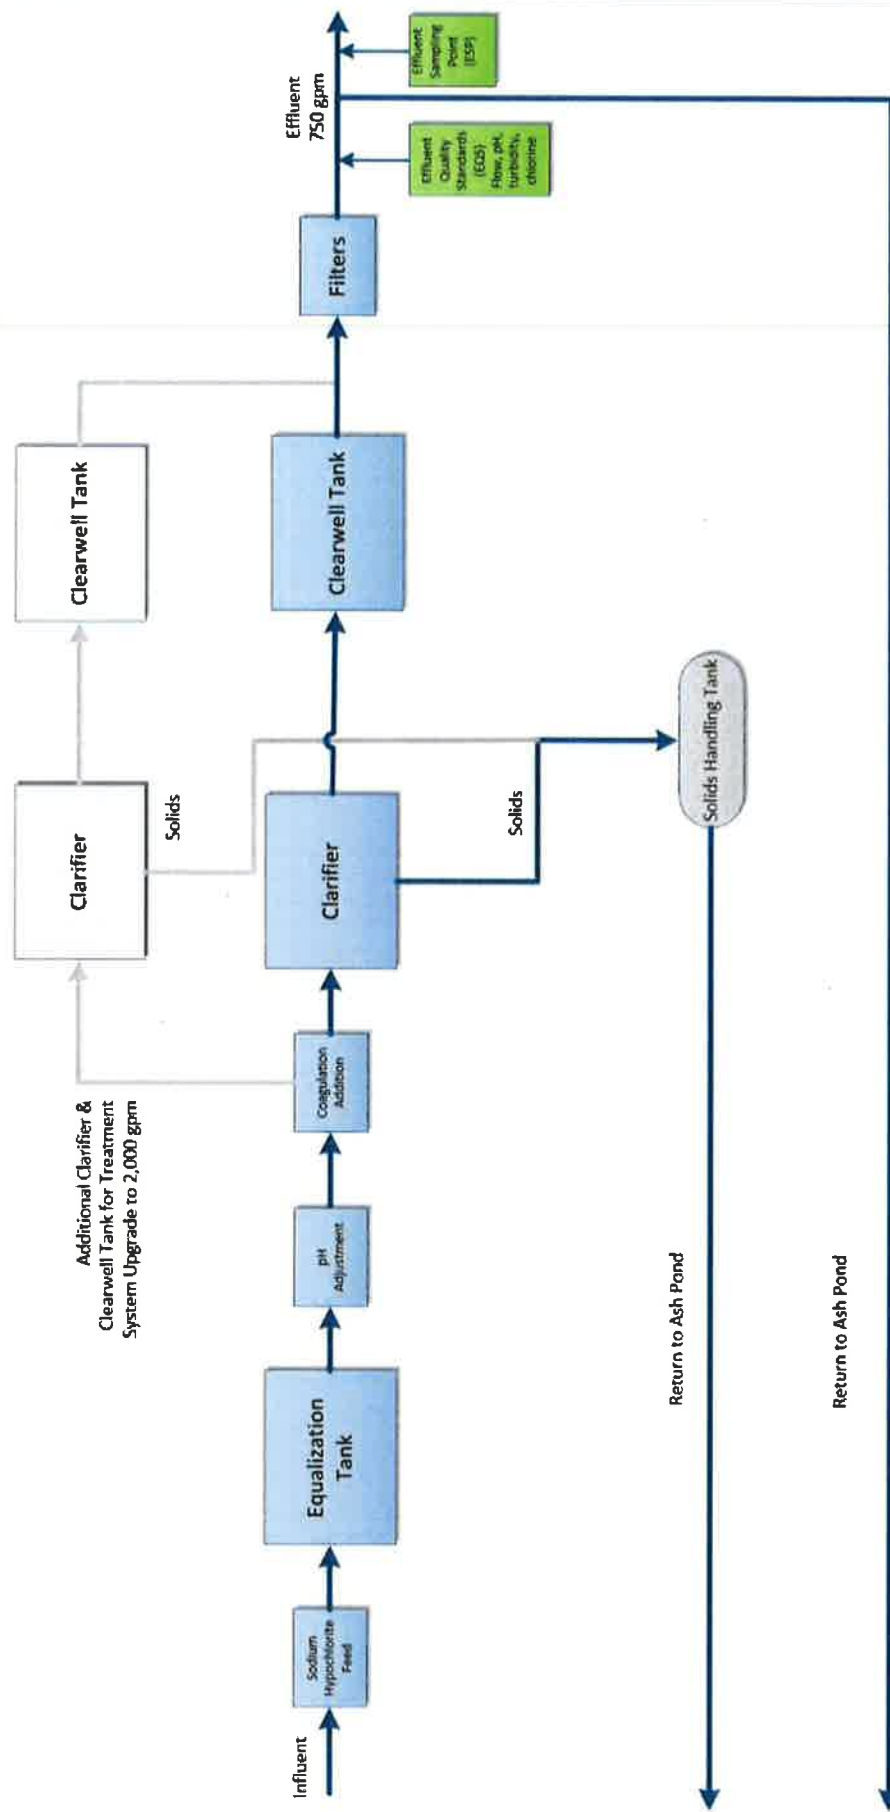 Influent
Sodium
Hypochlorite
Feed
Equalization
Tank
pH
Adjustment
Coagulation
Addition
Additional Clarifier &
Clearwell Tank for Treatment
System Upgrade to 2,000 gpm
Clarifier
Solids
Clearwell Tank
Clarifier
Solids
Clearwell Tank
Filters
Effluent
750 gpm
Effluent
Quality
Standards
(EQS)
Flow, pH,
turbidity,
chlorine
Effluent
Sampling
Point
(ESP)
Solids Handling Tank
Return to Ash Pond
Return to Ash Pond